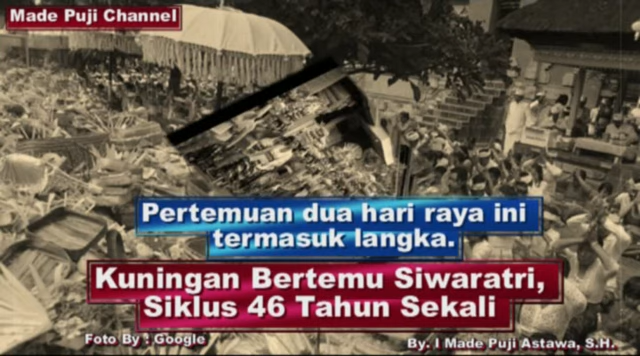 Made Puji Channel
Pertemuan dua hari raya ini
termasuk langka.
Kuningan Bertemu Siwaratri,
Siklus 46 Tahun Sekali
Foto By : Google
By. I Made Puji Astawa, S.H.